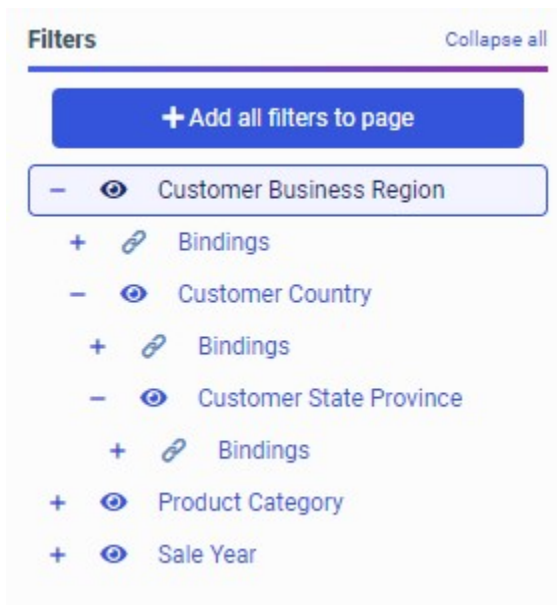 Filters Collapse all
+ Add all filters to page
− Customer Business Region
+ Bindings
− Customer Country
+ Bindings
− Customer State Province
+ Bindings
+ Product Category
+ Sale Year